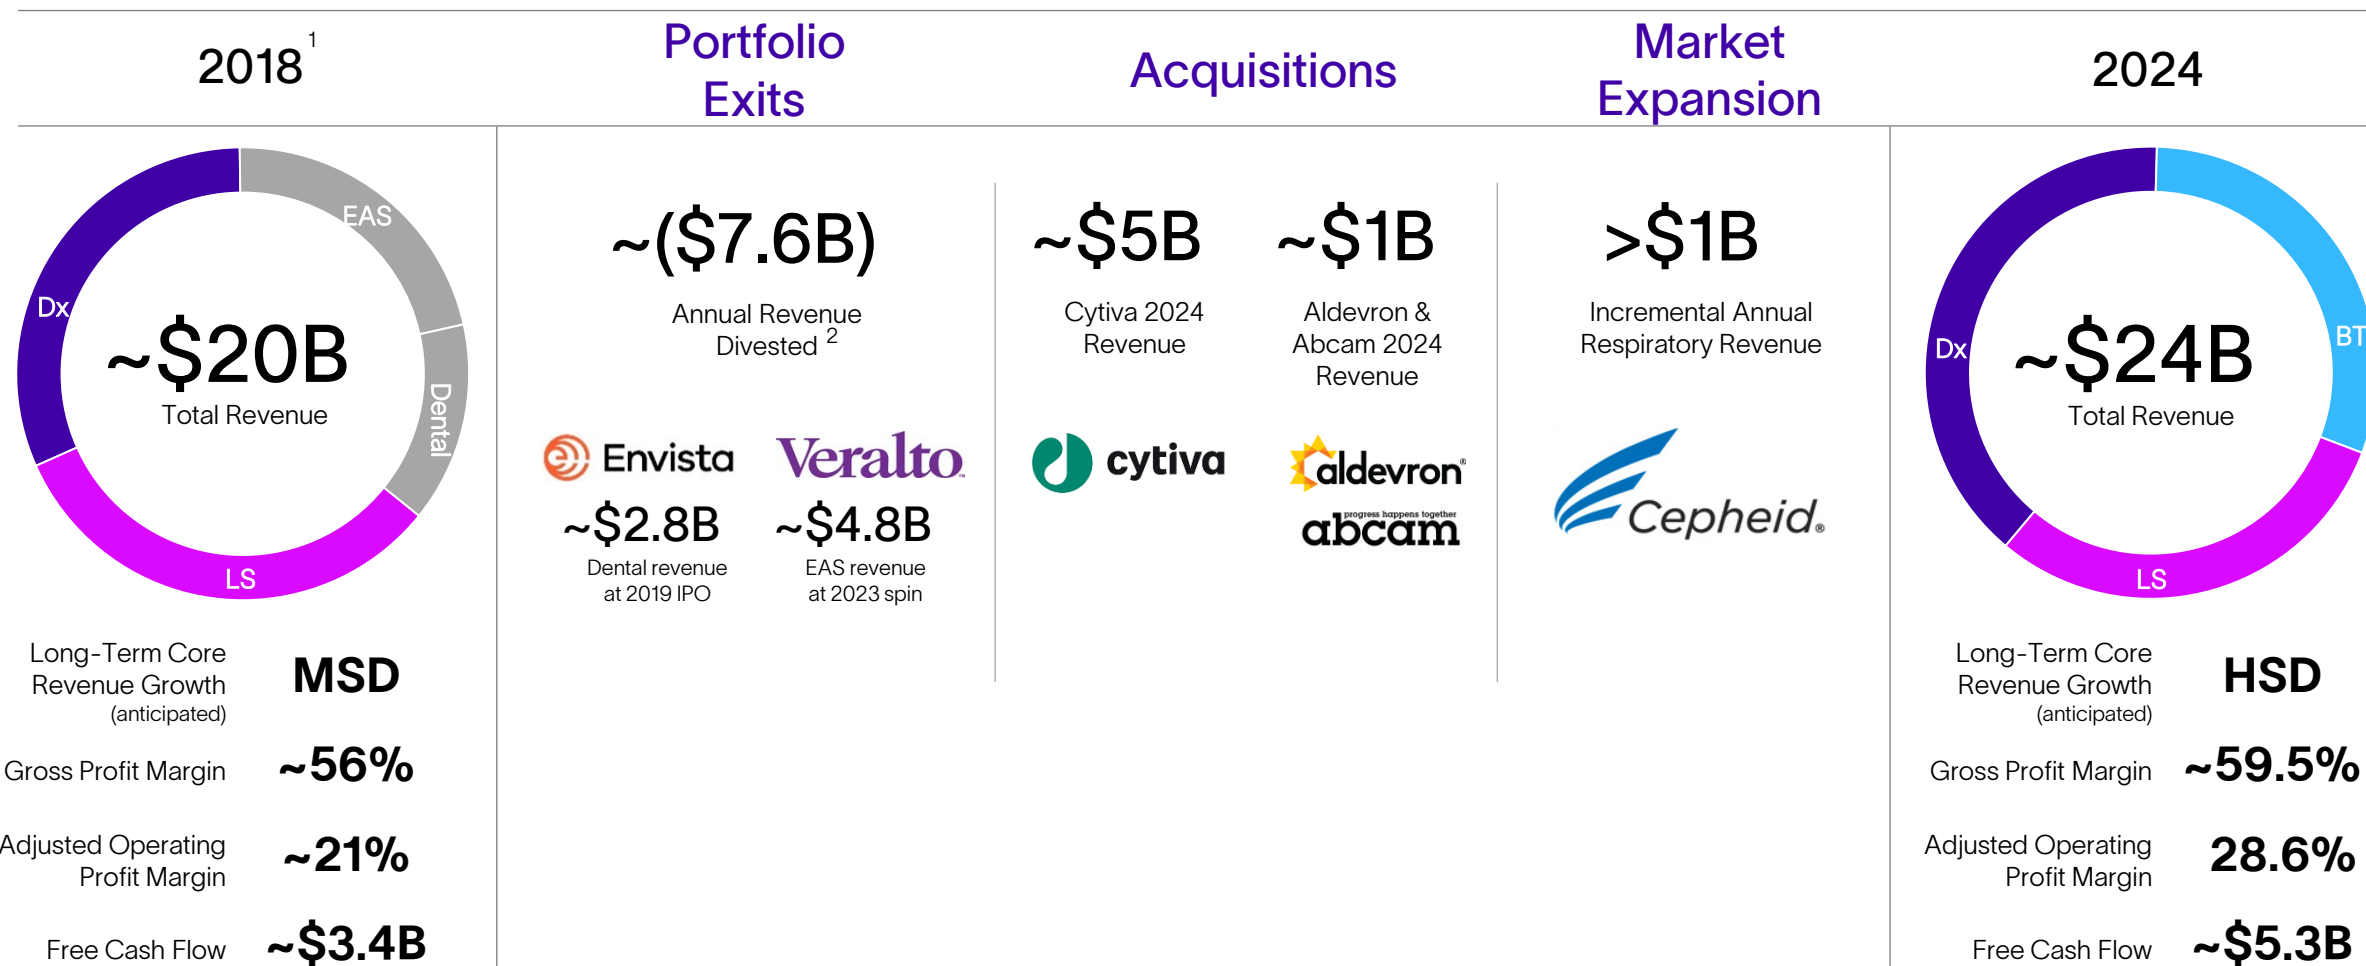 2018 1
Portfolio
Exits
Acquisitions
Market
Expansion
2024
EAS
Dx
Dental
LS
~$20B
Total Revenue
Long-Term Core
Revenue Growth
(anticipated)
MSD
Gross Profit Margin
~56%
Adjusted Operating
Profit Margin
~21%
Free Cash Flow
~$3.4B
~($7.6B)
Annual Revenue
Divested 2
Envista
~$2.8B
Dental revenue
at 2019 IPO
Veralto™
~$4.8B
EAS revenue
at 2023 spin
~$5B
Cytiva 2024
Revenue
cytiva
~$1B
Aldevron &
Abcam 2024
Revenue
aldevron®
progress happens together
abcam
>$1B
Incremental Annual
Respiratory Revenue
Cepheid®
Dx
BT
LS
~$24B
Total Revenue
Long-Term Core
Revenue Growth
(anticipated)
HSD
Gross Profit Margin
~59.5%
Adjusted Operating
Profit Margin
28.6%
Free Cash Flow
~$5.3B